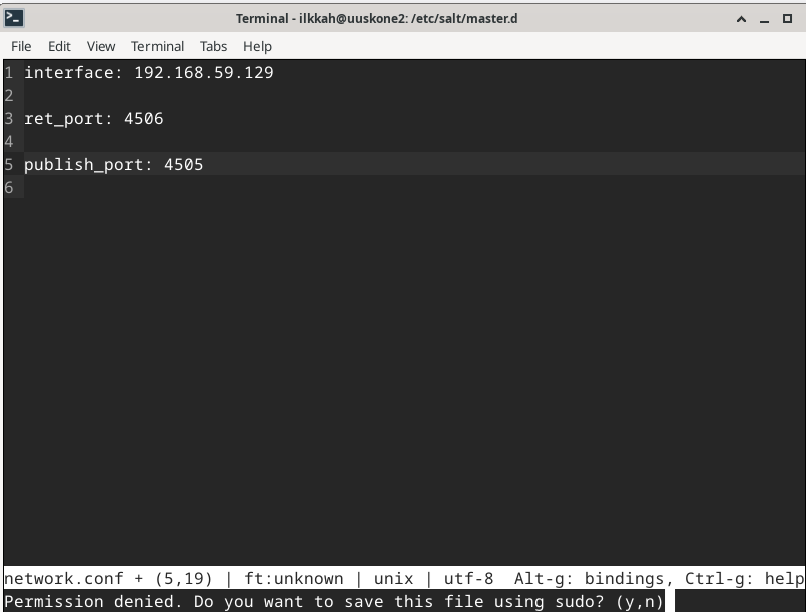 Terminal - ilkkah@uuskone2: /etc/salt/master.d
File Edit View Terminal Tabs Help
1 interface: 192.168.59.129
2
3 ret_port: 4506
4
5 publish_port: 4505
6
network.conf + (5,19) | ft:unknown | unix | utf-8 Alt-g: bindings, Ctrl-g: help
Permission denied. Do you want to save this file using sudo? (y,n)